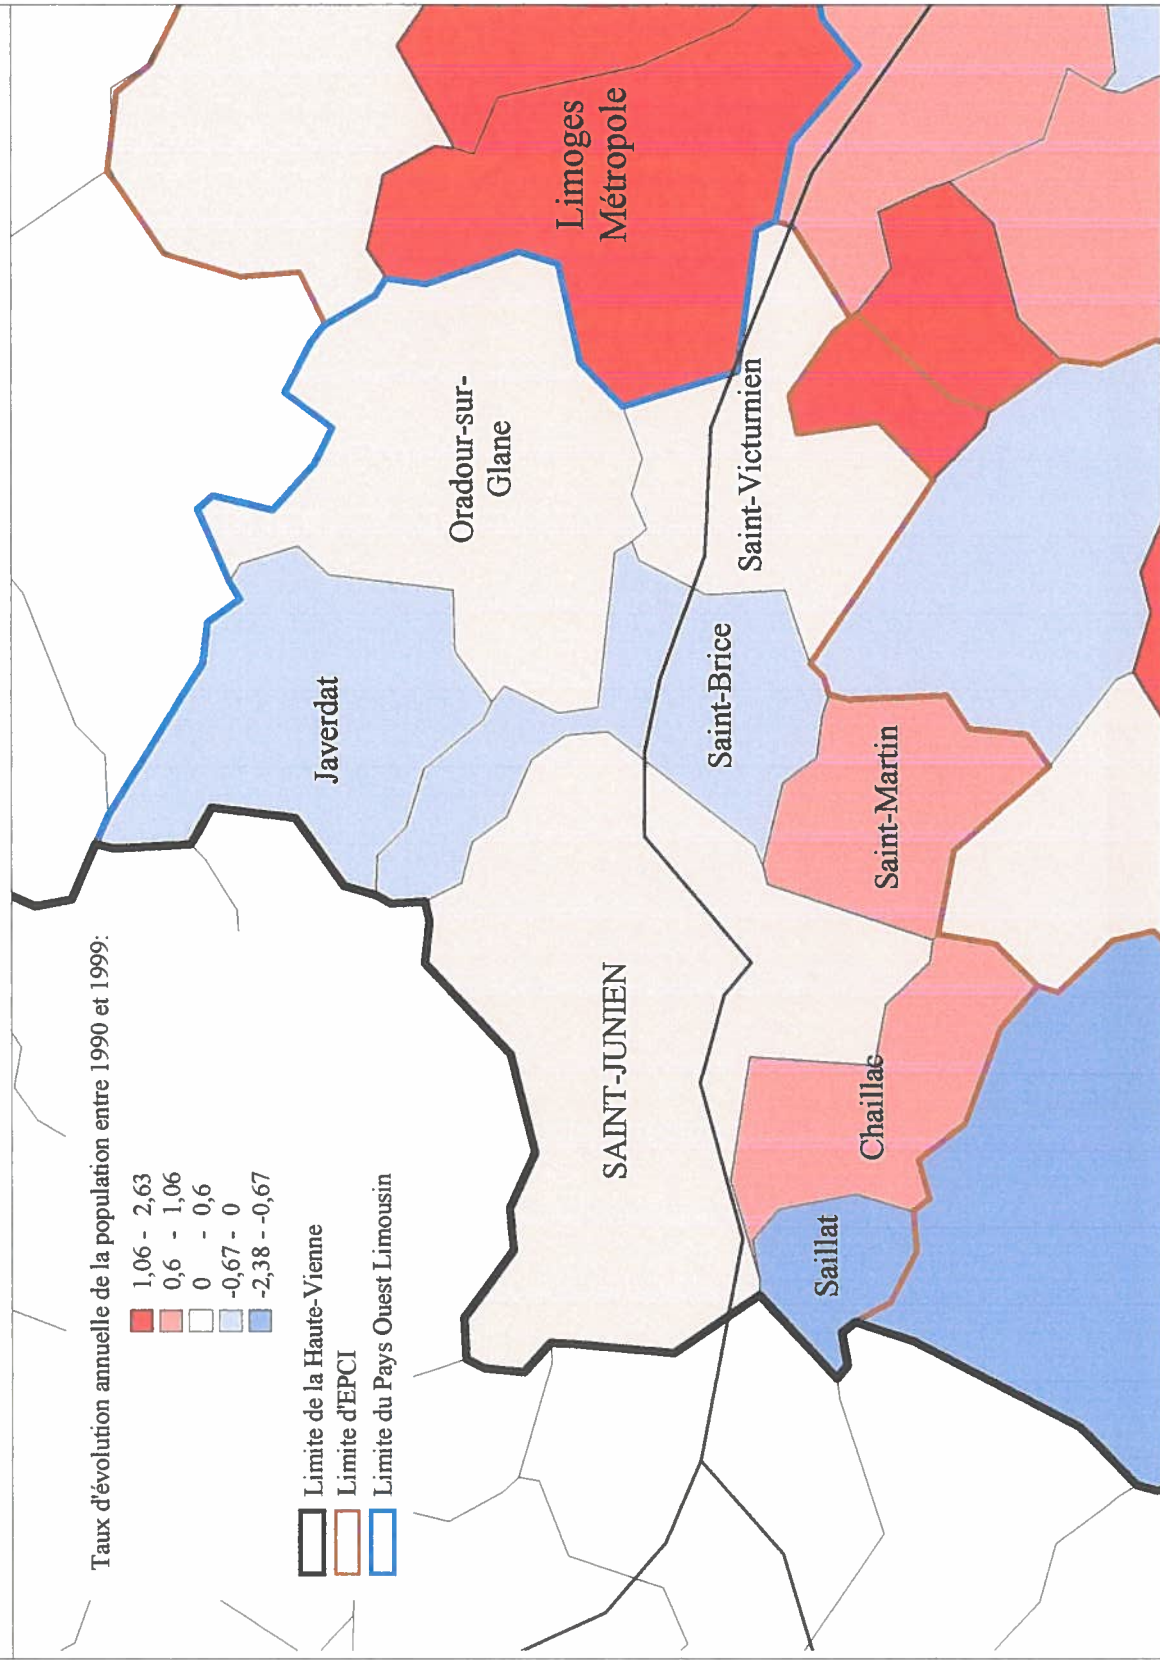 Taux d'évolution annuelle de la population entre 1990 et 1999:
1,06 - 2,63
0,6 - 1,06
0 - 0,6
-0,67 - 0
-2,38 - -0,67
Limite de la Haute-Vienne
Limite d'EPCI
Limite du Pays Ouest Limousin
Javerdat
Oradour-sur-
Glane
Limoges
Métropole
SAINT-JUNIEN
Saint-Brice
Saint-Victurnien
Saillat
Chaillac
Saint-Martin